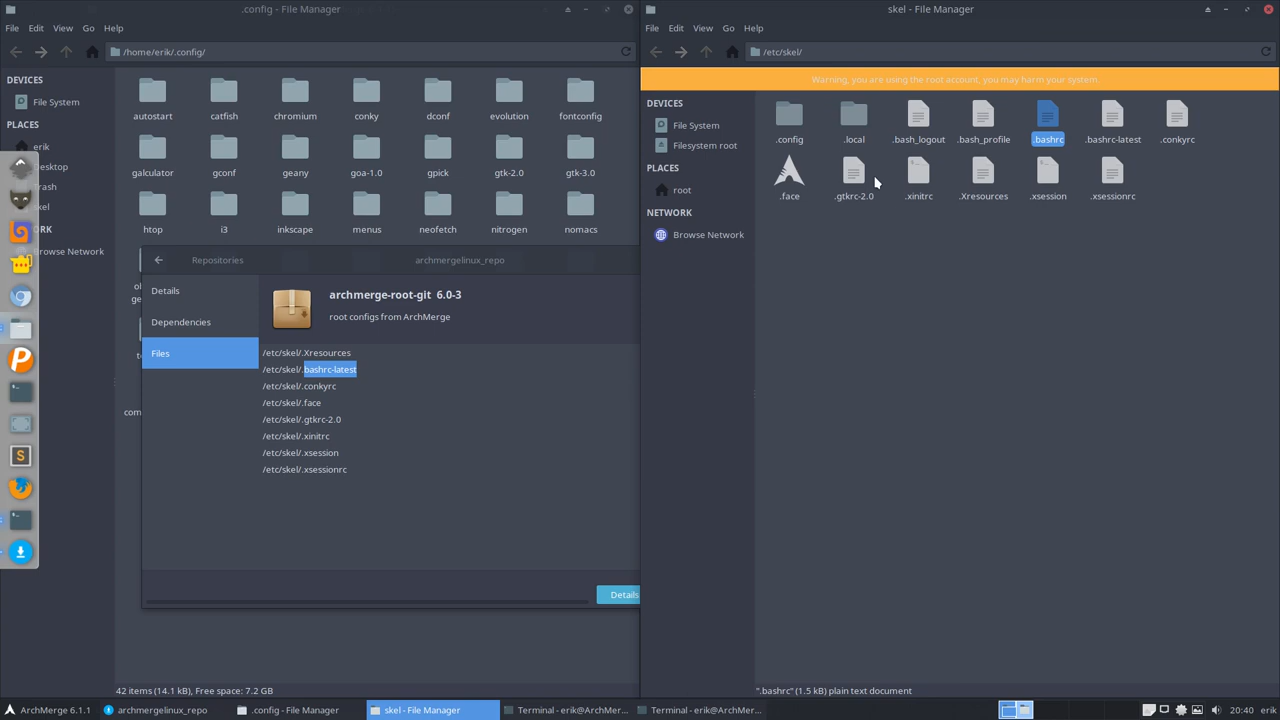 .config - File Manager
File Edit View Go Help
/home/erik/.config/
DEVICES
File System
PLACES
erik
esktop
rash
kel
ORK
Browse Network
autostart catfish chromium conky dconf evolution fontconfig
galculator gconf geany goa-1.0 gpick gtk-2.0 gtk-3.0
htop i3 inkscape menus neofetch nitrogen nomacs
Repositories archmergelinux_repo
Details
Dependencies
Files
archmerge-root-git 6.0-3
root configs from ArchMerge
/etc/skel/.Xresources
/etc/skel/.bashrc-latest
/etc/skel/.conkyrc
/etc/skel/.face
/etc/skel/.gtkrc-2.0
/etc/skel/.xinitrc
/etc/skel/.xsession
/etc/skel/.xsessionrc
Details
42 items (14.1 kB), Free space: 7.2 GB
skel - File Manager
File Edit View Go Help
/etc/skel/
Warning, you are using the root account, you may harm your system.
DEVICES
File System
Filesystem root
PLACES
root
NETWORK
Browse Network
.config .local .bash_logout .bash_profile .bashrc .bashrc-latest .conkyrc
.face .gtkrc-2.0 .xinitrc .Xresources .xsession .xsessionrc
".bashrc" (1.5 kB) plain text document
ArchMerge 6.1.1 archmergelinux_repo .config - File Manager skel - File Manager Terminal - erik@ArchMer... Terminal - erik@ArchMer... 20:40 erik